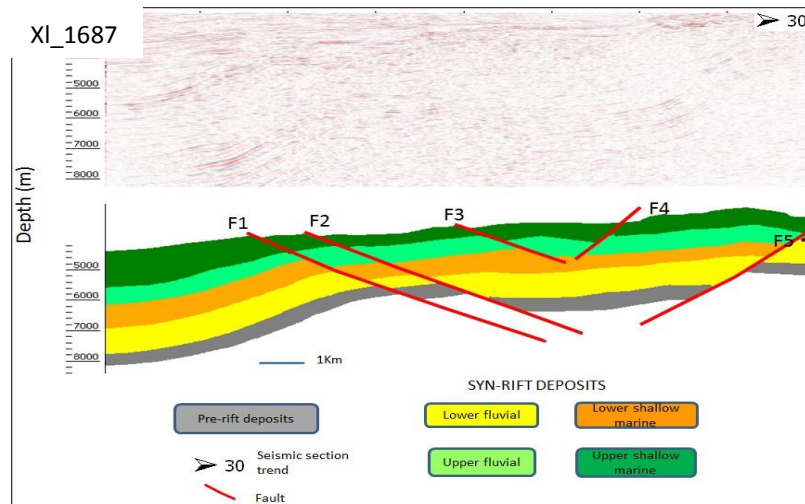 Xl_1687
30
5000
6000
7000
8000
Depth (m)
F1
F2
F3
F4
F5
5000
6000
7000
8000
1Km
SYN-RIFT DEPOSITS
Pre-rift deposits
Lower fluvial
Lower shallow
marine
30
Seismic section
trend
Upper fluvial
Upper shallow
marine
Fault